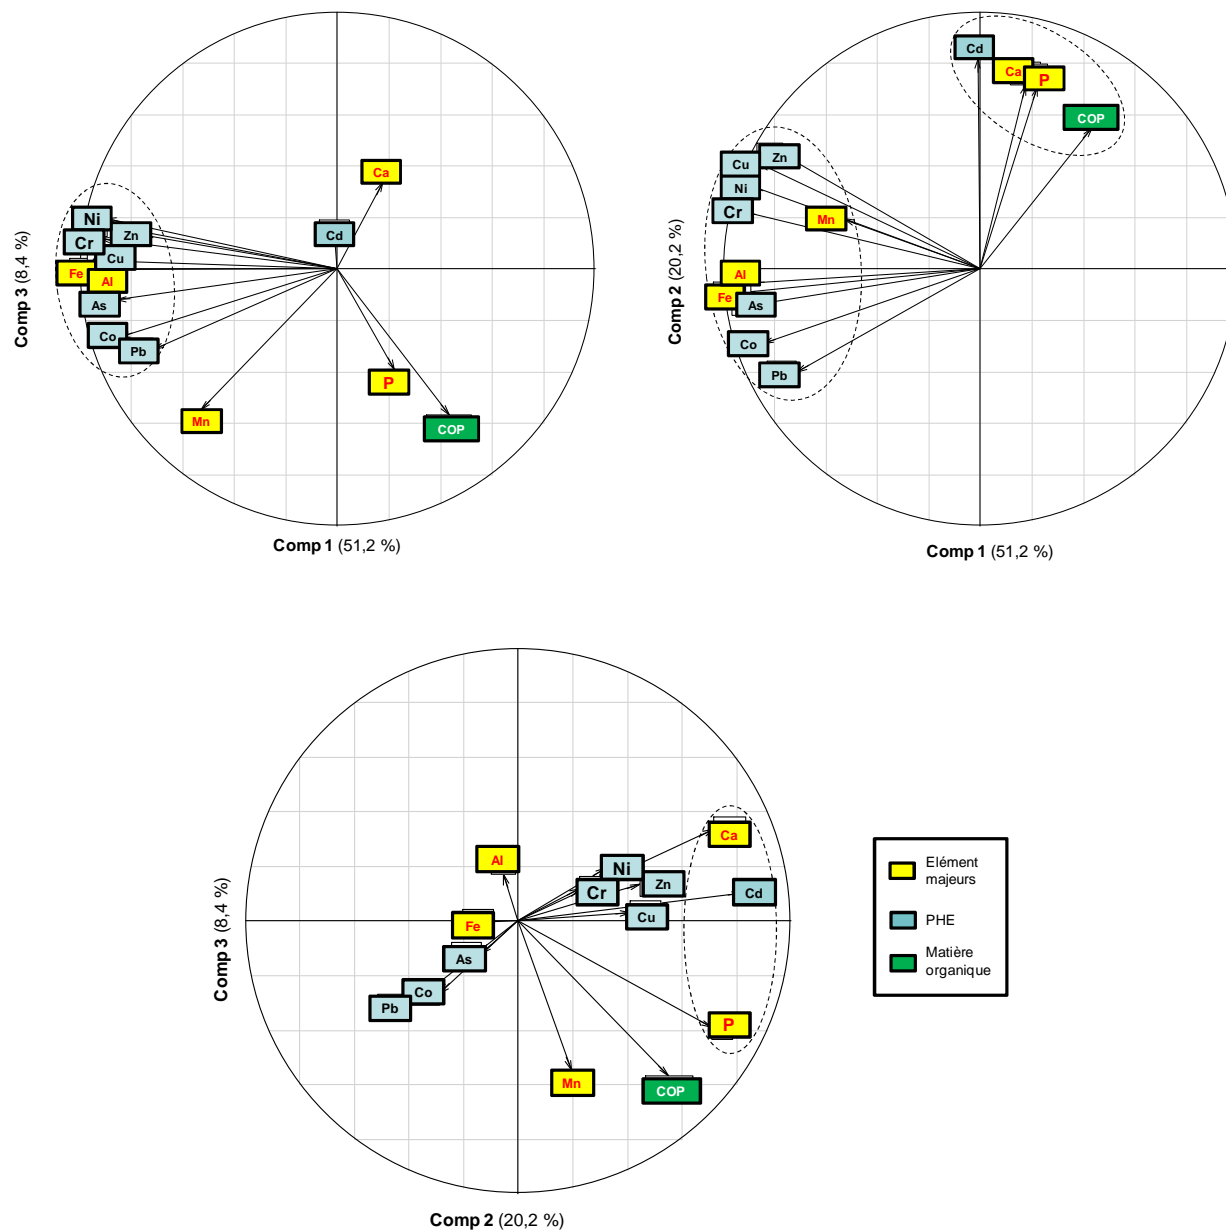 Ca
Ni
Zn
Cr
Cd
Cu
Fe
Al
As
Co
Pb
P
Mn
COP
Comp 3 (8,4 %)
Comp 1 (51,2 %)
Cd
Ca
P
COP
Cu
Zn
Ni
Cr
Mn
Al
Fe
As
Co
Pb
Comp 2 (20,2 %)
Comp 1 (51,2 %)
Ca
Al
Ni
Zn
Cr
Cd
Cu
Fe
As
Co
Pb
P
Mn
COP
Comp 3 (8,4 %)
Comp 2 (20,2 %)
Elément
majeurs
PHE
Matière
organique